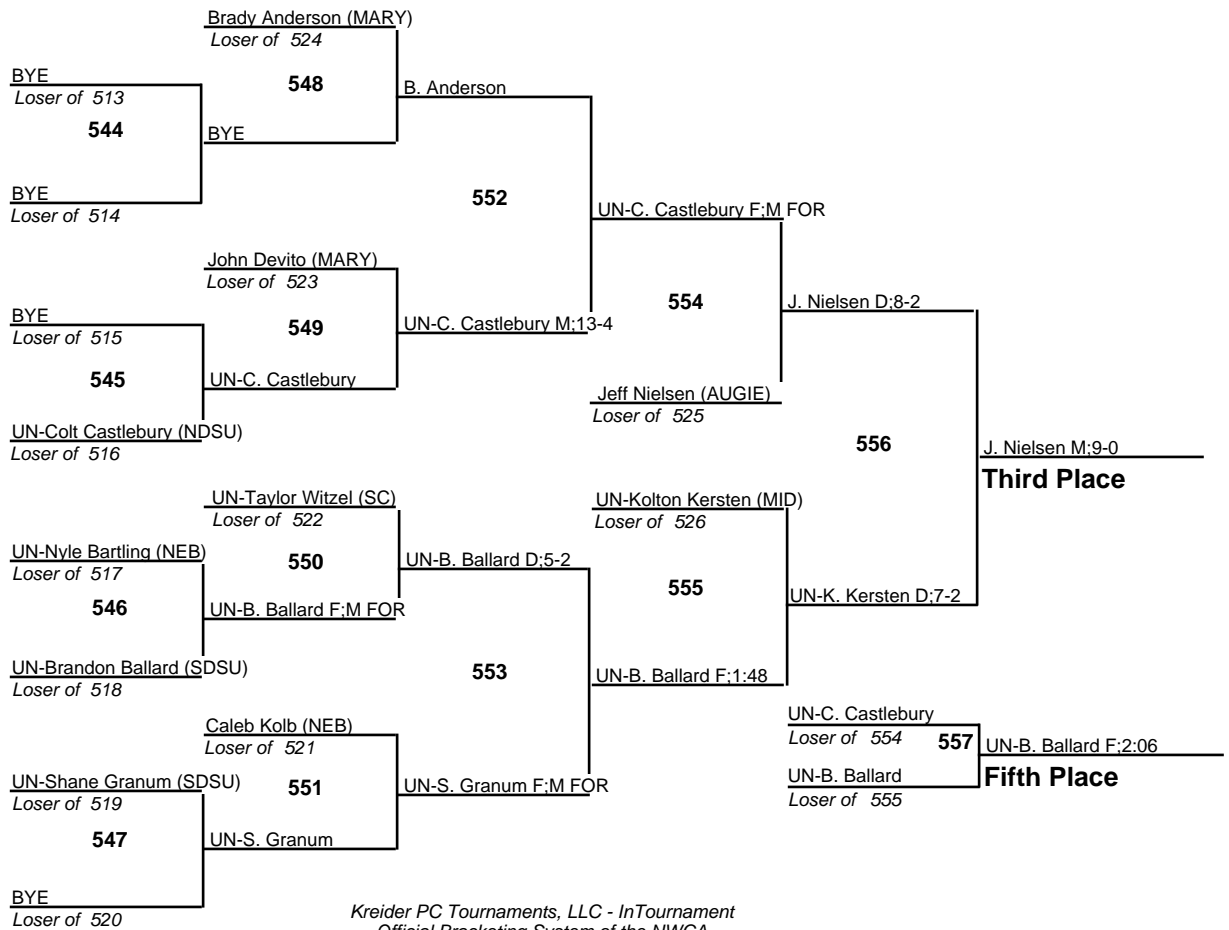 Brady Anderson (MARY)
Loser of 524
BYE
Loser of 513
548
B. Anderson
544
BYE
BYE
Loser of 514
552
UN-C. Castlebury F;M FOR
John Devito (MARY)
Loser of 523
J. Nielsen D;8-2
554
BYE
Loser of 515
549
UN-C. Castlebury M;13-4
545
UN-C. Castlebury
Jeff Nielsen (AUGIE)
Loser of 525
UN-Colt Castlebury (NDSU)
Loser of 516
556
J. Nielsen M;9-0
Third Place
UN-Taylor Witzel (SC)
Loser of 522
UN-Kolton Kersten (MID)
Loser of 526
UN-Nyle Bartling (NEB)
Loser of 517
550
UN-B. Ballard D;5-2
555
546
UN-B. Ballard F;M FOR
UN-K. Kersten D;7-2
UN-Brandon Ballard (SDSU)
Loser of 518
553
UN-B. Ballard F;1:48
Caleb Kolb (NEB)
Loser of 521
UN-C. Castlebury
Loser of 554
557
UN-B. Ballard F;2:06
Fifth Place
UN-Shane Granum (SDSU)
Loser of 519
551
UN-S. Granum F;M FOR
UN-B. Ballard
Loser of 555
547
UN-S. Granum
BYE
Loser of 520
Kreider PC Tournaments, LLC - InTournament
Official Bracketing System of the NWCA